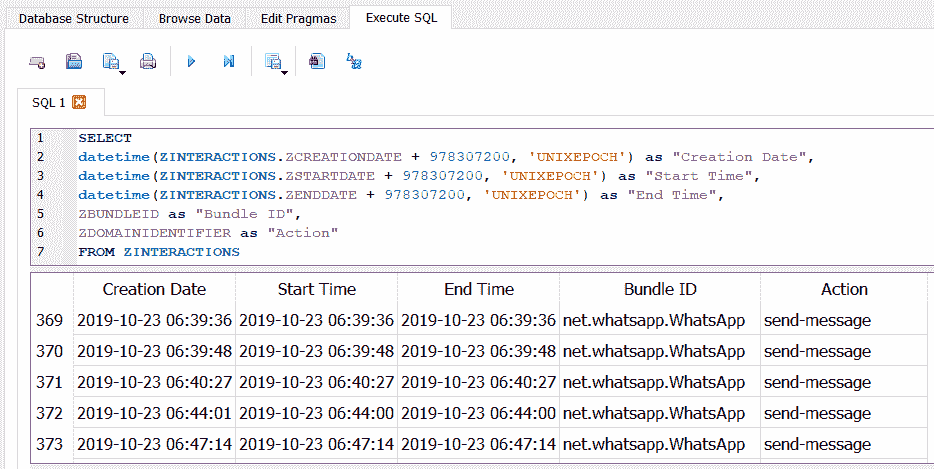 Database Structure Browse Data Edit Pragmas Execute SQL
SQL 1
1 SELECT
2 datetime(ZINTERACTIONS.ZCREATIONDATE + 978307200, 'UNIXEPOCH') as "Creation Date",
3 datetime(ZINTERACTIONS.ZSTARTDATE + 978307200, 'UNIXEPOCH') as "Start Time",
4 datetime(ZINTERACTIONS.ZENDDATE + 978307200, 'UNIXEPOCH') as "End Time",
5 ZBUNDLEID as "Bundle ID",
6 ZDOMAINIDENTIFIER as "Action"
7 FROM ZINTERACTIONS
Creation Date Start Time End Time Bundle ID Action
369 2019-10-23 06:39:36 2019-10-23 06:39:36 2019-10-23 06:39:36 net.whatsapp.WhatsApp send-message
370 2019-10-23 06:39:48 2019-10-23 06:39:48 2019-10-23 06:39:48 net.whatsapp.WhatsApp send-message
371 2019-10-23 06:40:27 2019-10-23 06:40:27 2019-10-23 06:40:27 net.whatsapp.WhatsApp send-message
372 2019-10-23 06:44:01 2019-10-23 06:44:00 2019-10-23 06:44:00 net.whatsapp.WhatsApp send-message
373 2019-10-23 06:47:14 2019-10-23 06:47:14 2019-10-23 06:47:14 net.whatsapp.WhatsApp send-message